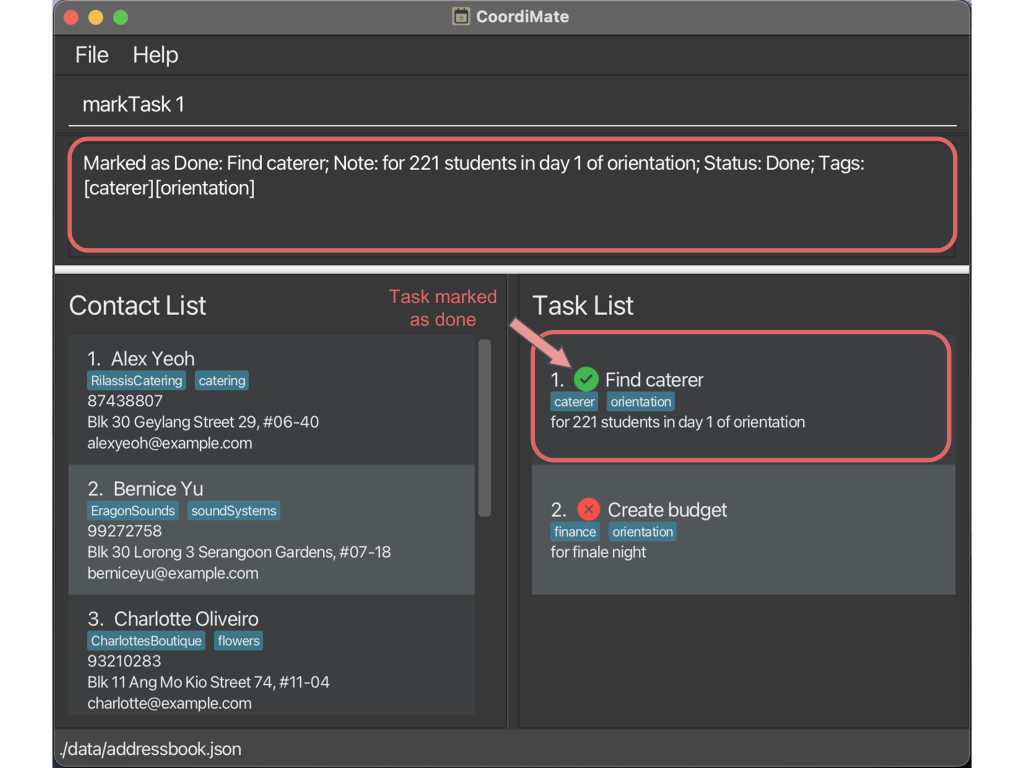 CoordiMate
File Help
markTask 1
Marked as Done: Find caterer; Note: for 221 students in day 1 of orientation; Status: Done; Tags:
[caterer][orientation]
Contact List
Task marked
as done
1. Alex Yeoh
RilassisCatering catering
87438807
Blk 30 Geylang Street 29, #06-40
alexyeoh@example.com
2. Bernice Yu
EragonSounds soundSystems
99272758
Blk 30 Lorong 3 Serangoon Gardens, #07-18
berniceyu@example.com
3. Charlotte Oliveiro
CharlottesBoutique flowers
93210283
Blk 11 Ang Mo Kio Street 74, #11-04
charlotte@example.com
Task List
1. Find caterer
caterer orientation
for 221 students in day 1 of orientation
2. Create budget
finance orientation
for finale night
./data/addressbook.json